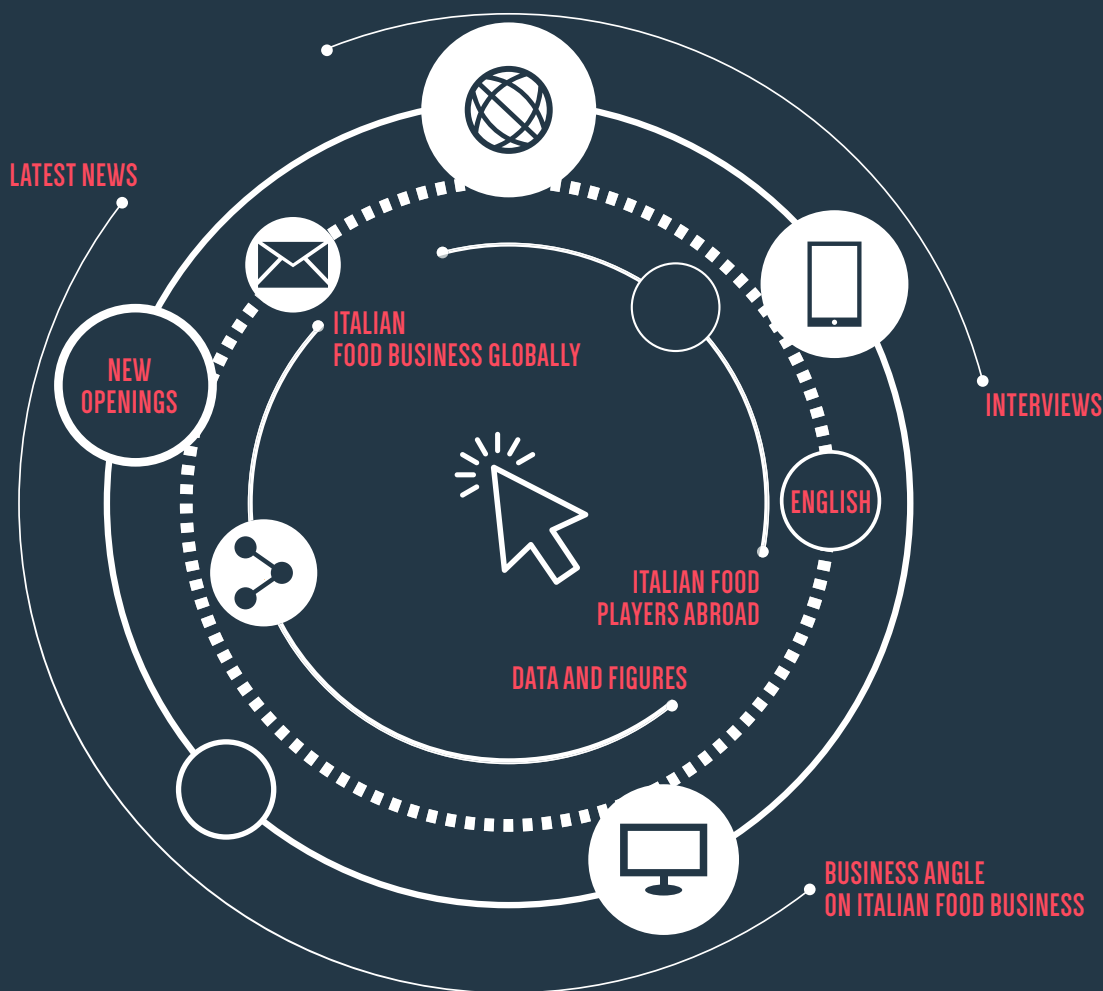 LATEST NEWS
ITALIAN
FOOD BUSINESS GLOBALLY
NEW
OPENINGS
INTERVIEWS
ENGLISH
ITALIAN FOOD
PLAYERS ABROAD
DATA AND FIGURES
BUSINESS ANGLE
ON ITALIAN FOOD BUSINESS